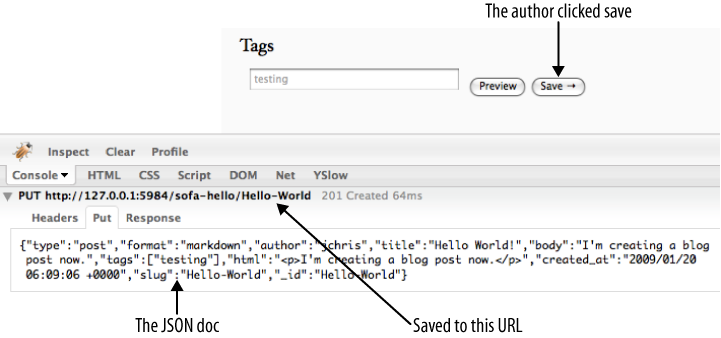 The author clicked save
Tags
testing
Preview
Save →
Inspect Clear Profile
Console HTML CSS Script DOM Net YSlow
PUT http://127.0.0.1:5984/sofa-hello/Hello-World 201 Created 64ms
Headers Put Response
{"type":"post","format":"markdown","author":"jchris","title":"Hello World!","body":"I'm creating a blog
post now.","tags":["testing"],"html":"<p>I'm creating a blog post now.</p>","created_at":"2009/01/20
06:09:06 +0000","slug":"Hello-World","_id":"Hello-World"}
The JSON doc
Saved to this URL